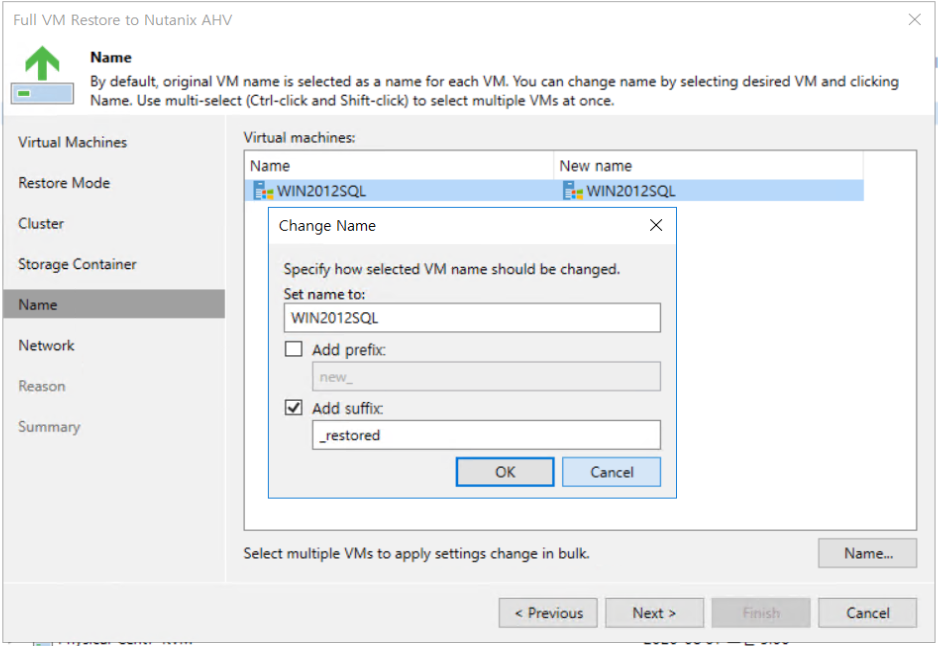 Full VM Restore to Nutanix AHV
Name
By default, original VM name is selected as a name for each VM. You can change name by selecting desired VM and clicking
Name. Use multi-select (Ctrl-click and Shift-click) to select multiple VMs at once.
Virtual Machines
Restore Mode
Cluster
Storage Container
Name
Network
Reason
Summary
Virtual machines:
Name New name
WIN2012SQL WIN2012SQL
Change Name
Specify how selected VM name should be changed.
Set name to:
WIN2012SQL
Add prefix:
new_
Add suffix:
_restored
OK Cancel
Select multiple VMs to apply settings change in bulk.
Name...
< Previous Next > Finish Cancel